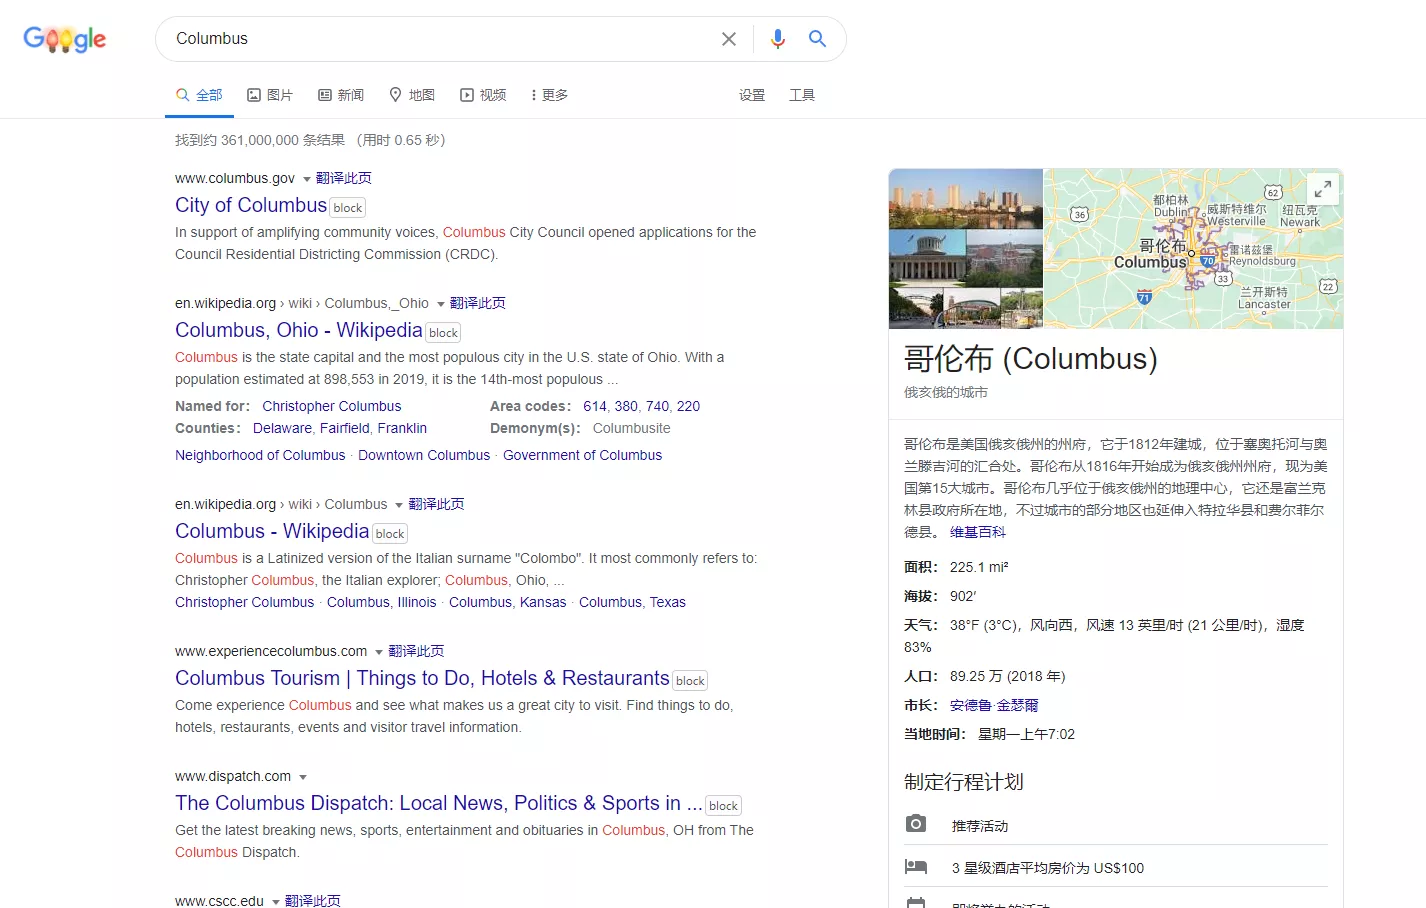 Google
Columbus
全部
图片
新闻
地图
视频
更多
设置
工具
找到约 361,000,000 条结果 （用时 0.65 秒）
www.columbus.gov 翻译此页
City of Columbus block
In support of amplifying community voices, Columbus City Council opened applications for the
Council Residential Districting Commission (CRDC).
en.wikipedia.org › wiki › Columbus,_Ohio 翻译此页
Columbus, Ohio - Wikipedia block
Columbus is the state capital and the most populous city in the U.S. state of Ohio. With a
population estimated at 898,553 in 2019, it is the 14th-most populous ...
Named for: Christopher Columbus
Area codes: 614, 380, 740, 220
Counties: Delaware, Fairfield, Franklin
Demonym(s): Columbusite
Neighborhood of Columbus · Downtown Columbus · Government of Columbus
en.wikipedia.org › wiki › Columbus 翻译此页
Columbus - Wikipedia block
Columbus is a Latinized version of the Italian surname "Colombo". It most commonly refers to:
Christopher Columbus, the Italian explorer; Columbus, Ohio, ...
Christopher Columbus · Columbus, Illinois · Columbus, Kansas · Columbus, Texas
www.experiencecolumbus.com 翻译此页
Columbus Tourism | Things to Do, Hotels & Restaurants block
Come experience Columbus and see what makes us a great city to visit. Find things to do,
hotels, restaurants, events and visitor travel information.
www.dispatch.com
The Columbus Dispatch: Local News, Politics & Sports in ... block
Get the latest breaking news, sports, entertainment and obituaries in Columbus, OH from The
Columbus Dispatch.
www.cscc.edu 翻译此页
62
36
都柏林
Dublin
威斯特维尔
Westerville
纽瓦克
Newark
哥伦布
Columbus
70
雷诺兹堡
Reynoldsburg
33
22
71
兰开斯特
Lancaster
哥伦布 (Columbus)
俄亥俄的城市
哥伦布是美国俄亥俄州的州府，它于1812年建城，位于塞奥托河与奥
兰滕吉河的汇合处。哥伦布从1816年开始成为俄亥俄州州府，现为美
国第15大城市。哥伦布几乎位于俄亥俄州的地理中心，它还是富兰克
林县政府所在地，不过城市的部分地区也延伸入特拉华县和费尔菲尔
德县。 维基百科
面积： 225.1 mi²
海拔： 902′
天气： 38°F (3°C)，风向西，风速 13 英里/时 (21 公里/时)，湿度
83%
人口： 89.25 万 (2018 年)
市长： 安德鲁·金瑟爾
当地时间： 星期一上午7:02
制定行程计划
推荐活动
3 星级酒店平均房价为 US$100
即将举办的活动